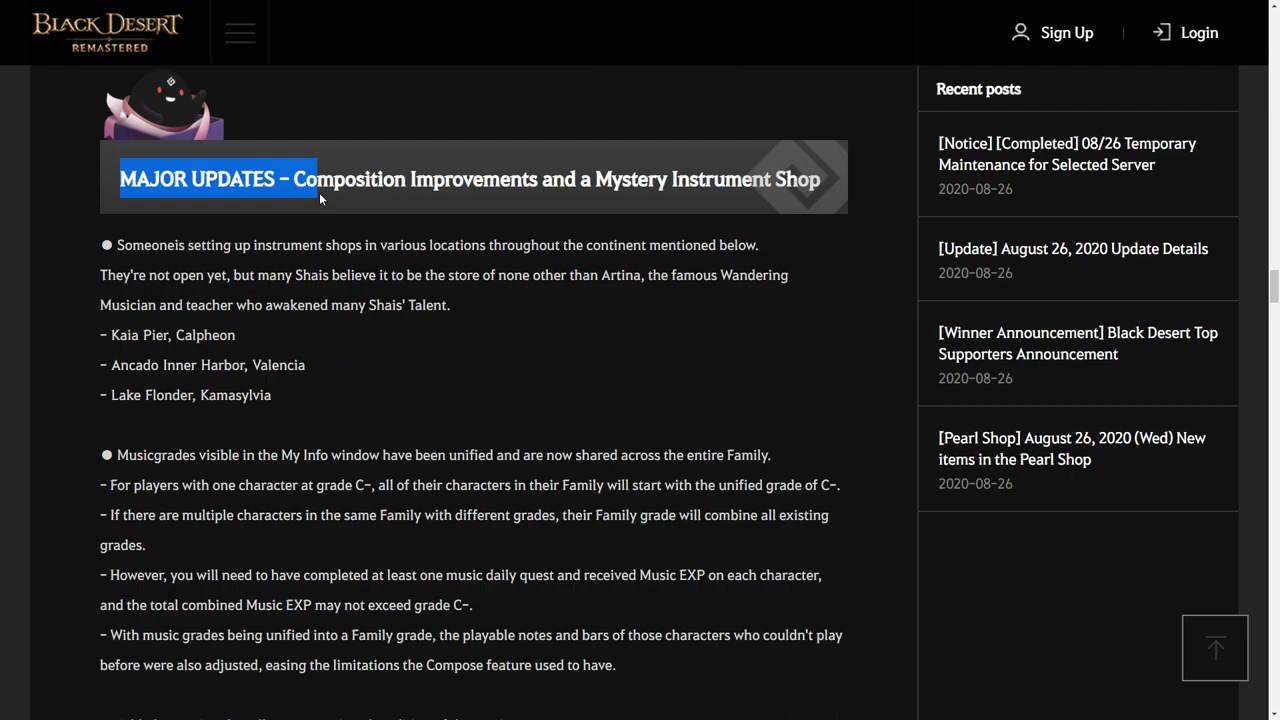 BLACK DESERT
REMASTERED
Sign Up
Login
MAJOR UPDATES – Composition Improvements and a Mystery Instrument Shop
● Someoneis setting up instrument shops in various locations throughout the continent mentioned below.
They're not open yet, but many Shais believe it to be the store of none other than Artina, the famous Wandering
Musician and teacher who awakened many Shais' Talent.
– Kaia Pier, Calpheon
– Ancado Inner Harbor, Valencia
– Lake Flonder, Kamasylvia
● Musicgrades visible in the My Info window have been unified and are now shared across the entire Family.
– For players with one character at grade C–, all of their characters in their Family will start with the unified grade of C–.
– If there are multiple characters in the same Family with different grades, their Family grade will combine all existing
grades.
– However, you will need to have completed at least one music daily quest and received Music EXP on each character,
and the total combined Music EXP may not exceed grade C–.
– With music grades being unified into a Family grade, the playable notes and bars of those characters who couldn't play
before were also adjusted, easing the limitations the Compose feature used to have.
Recent posts
[Notice] [Completed] 08/26 Temporary
Maintenance for Selected Server
2020-08-26
[Update] August 26, 2020 Update Details
2020-08-26
[Winner Announcement] Black Desert Top
Supporters Announcement
2020-08-26
[Pearl Shop] August 26, 2020 (Wed) New
items in the Pearl Shop
2020-08-26